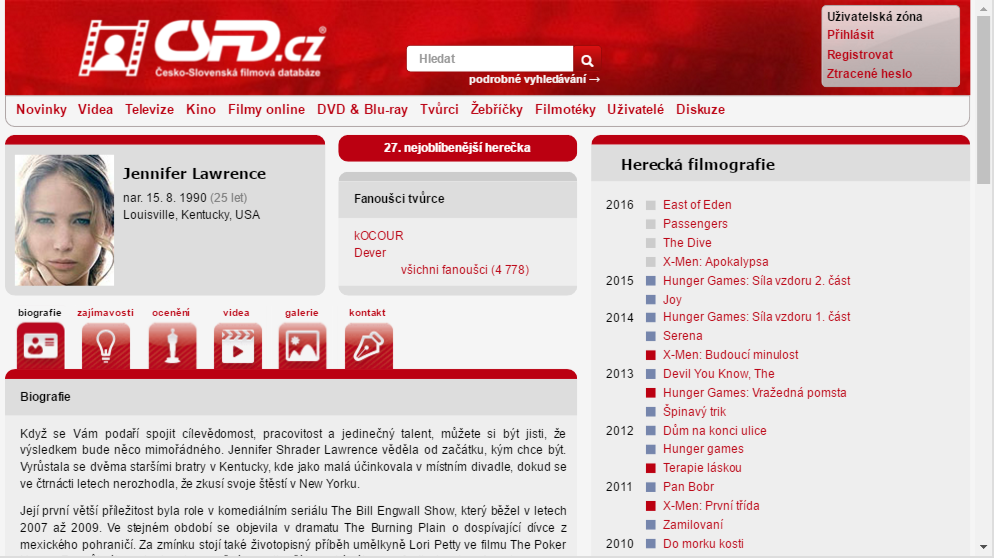 ČSFD.cz
Česko-Slovenská filmová databáze
Hledat
podrobné vyhledávání →
Uživatelská zóna
Přihlásit
Registrovat
Ztracené heslo
Novinky Videa Televize Kino Filmy online DVD & Blu-ray Tvůrci Žebříčky Filmotéky Uživatelé Diskuze
Jennifer Lawrence
nar. 15. 8. 1990 (25 let)
Louisville, Kentucky, USA
27. nejoblíbenější herečka
Fanoušci tvůrce
kOCOUR
Dever
všichni fanoušci (4 778)
biografie zajímavosti ocenění videa galerie kontakt
Biografie
Když se Vám podaří spojit cílevědomost, pracovitost a jedinečný talent, můžete si být jisti, že
výsledkem bude něco mimořádného. Jennifer Shrader Lawrence věděla od začátku, kým chce být.
Vyrůstala se dvěma staršími bratry v Kentucky, kde jako malá účinkovala v místním divadle, dokud se
ve čtrnácti letech nerozhodla, že zkusí svoje štěstí v New Yorku.
Její první větší příležitost byla role v komediálním seriálu The Bill Engwall Show, který běžel v letech
2007 až 2009. Ve stejném období se objevila v dramatu The Burning Plain o dospívající dívce z
mexického pohraničí. Za zmínku stojí také životopisný příběh umělkyně Lori Petty ve filmu The Poker
Herecká filmografie
2016 East of Eden
Passengers
The Dive
X-Men: Apokalypsa
2015 Hunger Games: Síla vzdoru 2. část
Joy
2014 Hunger Games: Síla vzdoru 1. část
Serena
X-Men: Budoucí minulost
2013 Devil You Know, The
Hunger Games: Vražedná pomsta
Špinavý trik
2012 Dům na konci ulice
Hunger games
Terapie láskou
2011 Pan Bobr
X-Men: První třída
Zamilovaní
2010 Do morku kosti